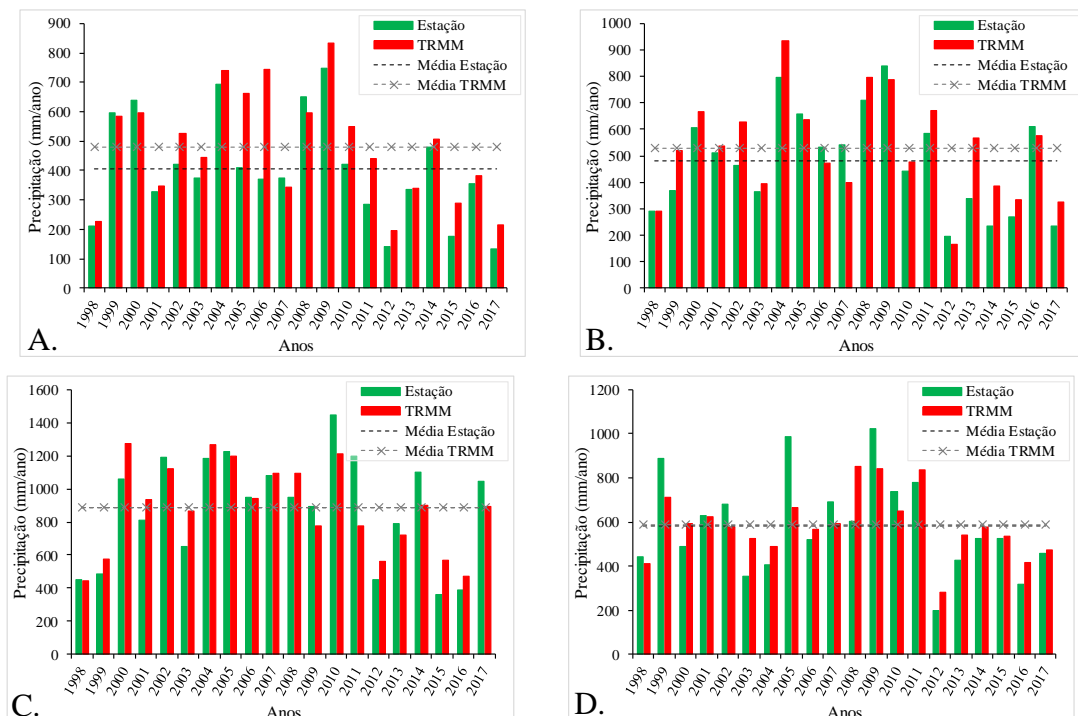 900
800
700
600
500
400
300
200
100
0
Precipitação (mm/ano)
Estação
TRMM
Média Estação
Média TRMM
1998 1999 2000 2001 2002 2003 2004 2005 2006 2007 2008 2009 2010 2011 2012 2013 2014 2015 2016 2017
Anos
A.
1000
900
800
700
600
500
400
300
200
100
0
Precipitação (mm/ano)
Estação
TRMM
Média Estação
Média TRMM
1998 1999 2000 2001 2002 2003 2004 2005 2006 2007 2008 2009 2010 2011 2012 2013 2014 2015 2016 2017
Anos
B.
1600
1400
1200
1000
800
600
400
200
0
Precipitação (mm/ano)
Estação
TRMM
Média Estação
Média TRMM
1998 1999 2000 2001 2002 2003 2004 2005 2006 2007 2008 2009 2010 2011 2012 2013 2014 2015 2016 2017
Anos
C.
1200
1000
800
600
400
200
0
Precipitação (mm/ano)
Estação
TRMM
Média Estação
Média TRMM
1998 1999 2000 2001 2002 2003 2004 2005 2006 2007 2008 2009 2010 2011 2012 2013 2014 2015 2016 2017
Anos
D.